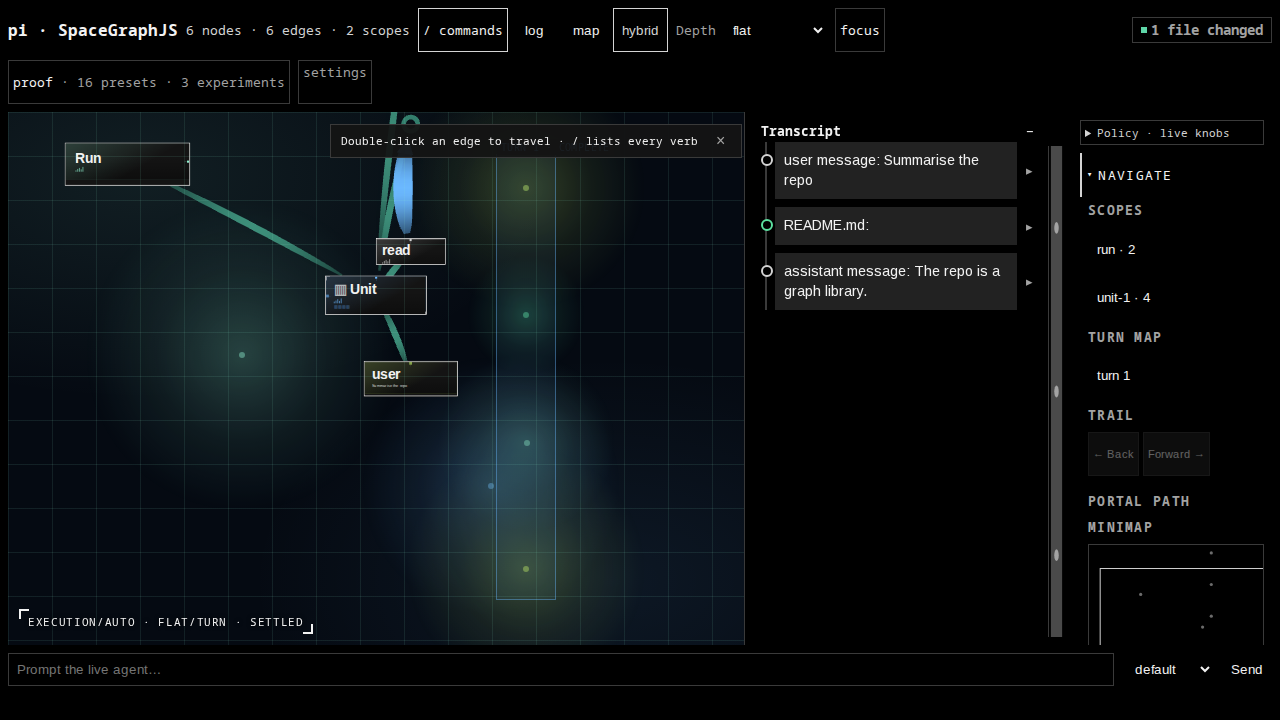 pi · SpaceGraphJS 6 nodes · 6 edges · 2 scopes / commands log map hybrid Depth flat focus 1 file changed
proof · 16 presets · 3 experiments settings
Double-click an edge to travel · / lists every verb ×
Run
read
Unit
user
Summarise the repo
EXECUTION/AUTO · FLAT/TURN · SETTLED
Transcript –
user message: Summarise the
repo
README.md:
assistant message: The repo is a
graph library.
Policy · live knobs
NAVIGATE
SCOPES
run · 2
unit-1 · 4
TURN MAP
turn 1
TRAIL
← Back Forward →
PORTAL PATH
MINIMAP
Prompt the live agent… default Send